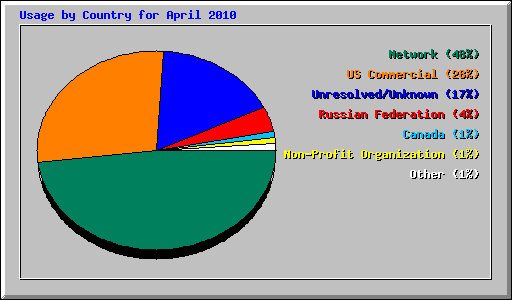 Usage by Country for April 2010
Network (48%)
US Commercial (28%)
Unresolved/Unknown (17%)
Russian Federation (4%)
Canada (1%)
Non-Profit Organization (1%)
Other (1%)